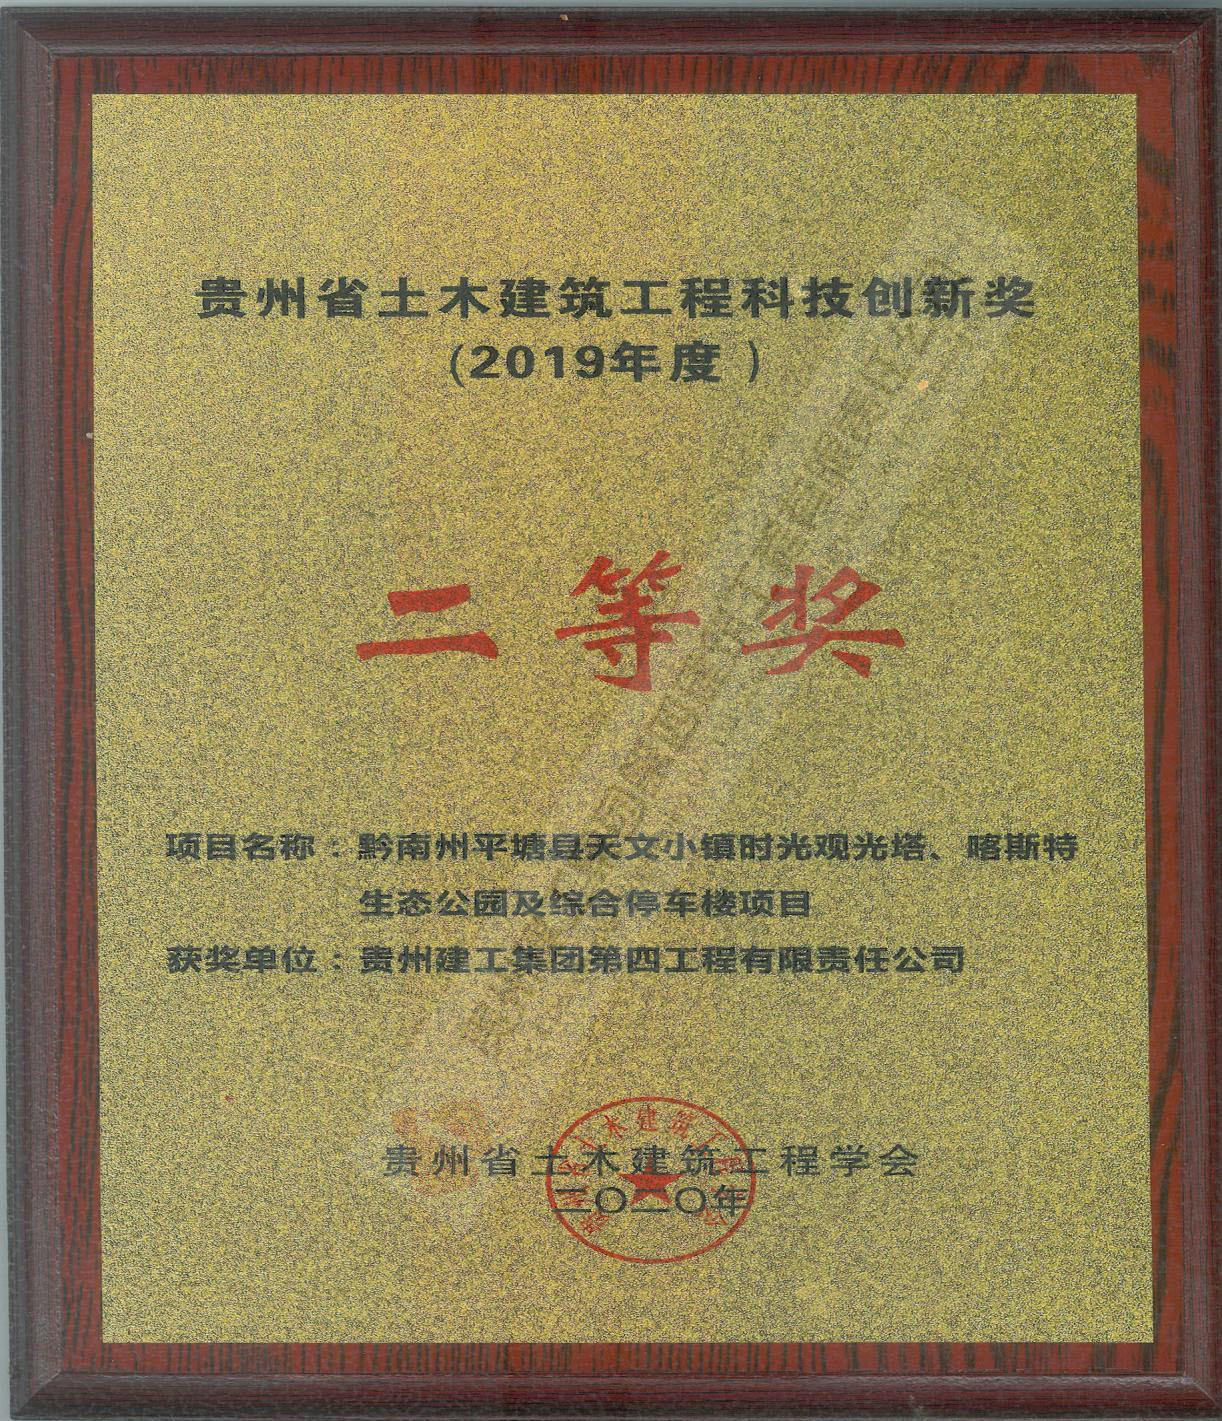 贵州省土木建筑工程科技创新奖
(2019年度)
二等奖
项目名称：黔南州平塘县天文小镇时光观光塔、喀斯特
生态公园及综合停车楼项目
获奖单位：贵州建工集团第四工程有限责任公司
贵州省土木建筑工程学会
二〇二〇年